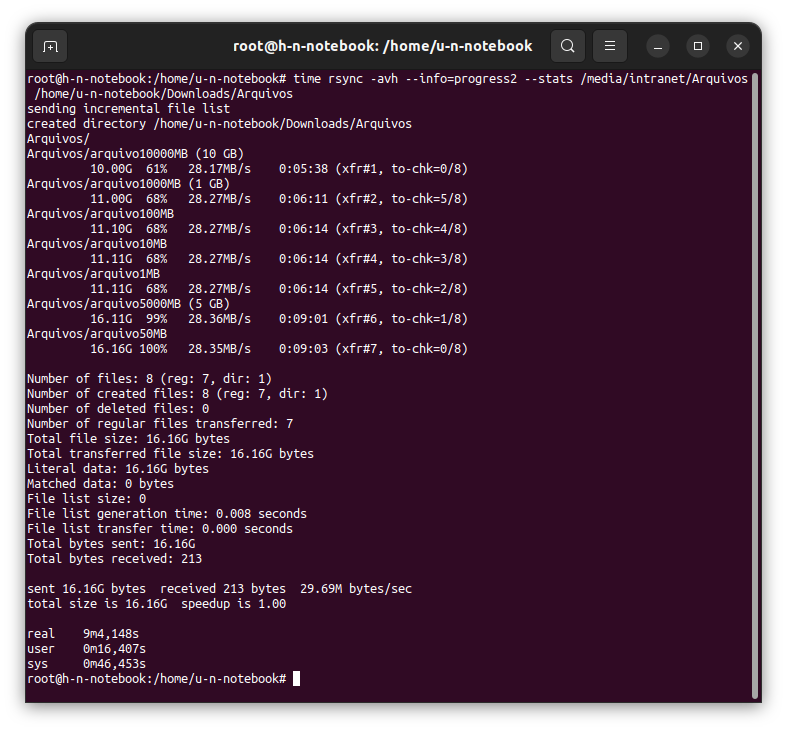 root@h-n-notebook: /home/u-n-notebook
root@h-n-notebook:/home/u-n-notebook# time rsync -avh --info=progress2 --stats /media/intranet/Arquivos
 /home/u-n-notebook/Downloads/Arquivos
sending incremental file list
created directory /home/u-n-notebook/Downloads/Arquivos
Arquivos/
Arquivos/arquivo10000MB (10 GB)
         10.00G  61%   28.17MB/s    0:05:38 (xfr#1, to-chk=0/8)
Arquivos/arquivo1000MB (1 GB)
         11.00G  68%   28.27MB/s    0:06:11 (xfr#2, to-chk=5/8)
Arquivos/arquivo100MB
         11.10G  68%   28.27MB/s    0:06:14 (xfr#3, to-chk=4/8)
Arquivos/arquivo10MB
         11.11G  68%   28.27MB/s    0:06:14 (xfr#4, to-chk=3/8)
Arquivos/arquivo1MB
         11.11G  68%   28.27MB/s    0:06:14 (xfr#5, to-chk=2/8)
Arquivos/arquivo5000MB (5 GB)
         16.11G  99%   28.36MB/s    0:09:01 (xfr#6, to-chk=1/8)
Arquivos/arquivo50MB
         16.16G 100%   28.35MB/s    0:09:03 (xfr#7, to-chk=0/8)

Number of files: 8 (reg: 7, dir: 1)
Number of created files: 8 (reg: 7, dir: 1)
Number of deleted files: 0
Number of regular files transferred: 7
Total file size: 16.16G bytes
Total transferred file size: 16.16G bytes
Literal data: 16.16G bytes
Matched data: 0 bytes
File list size: 0
File list generation time: 0.008 seconds
File list transfer time: 0.000 seconds
Total bytes sent: 16.16G
Total bytes received: 213

sent 16.16G bytes  received 213 bytes  29.69M bytes/sec
total size is 16.16G  speedup is 1.00

real    9m4,148s
user    0m16,407s
sys     0m46,453s
root@h-n-notebook:/home/u-n-notebook#